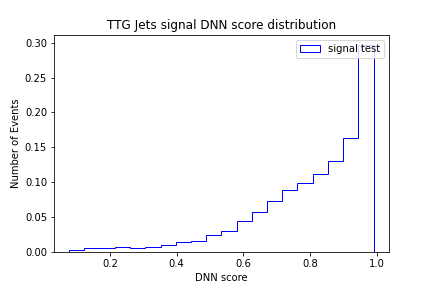 TTG Jets signal DNN score distribution
signal test
Number of Events
0.30
0.25
0.20
0.15
0.10
0.05
0.00
0.2 0.4 0.6 0.8 1.0
DNN score